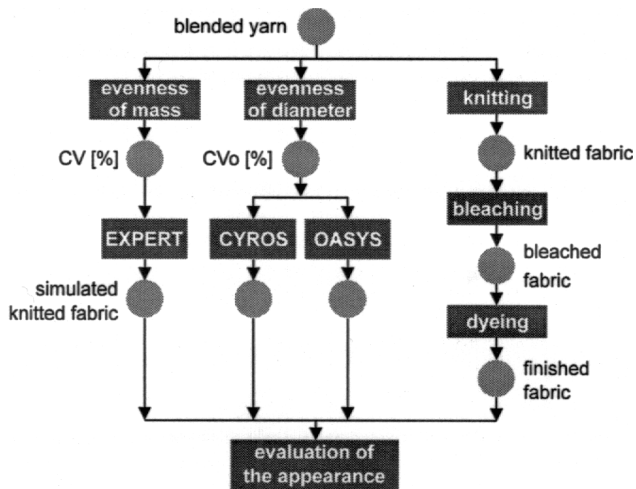 blended yarn
evenness
of mass
evenness
of diameter
knitting
CV [%]
CVo [%]
knitted fabric
bleaching
EXPERT
CYROS
OASYS
bleached
fabric
simulated
knitted fabric
dyeing
finished
fabric
evaluation of
the appearance